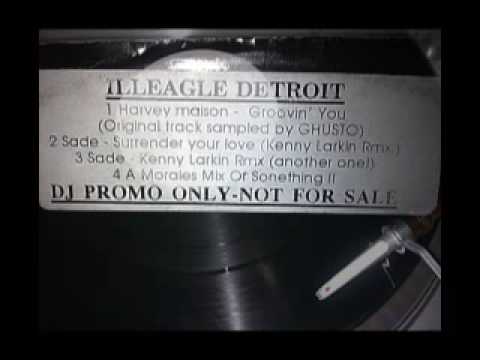 ILLEAGLE DETROIT
1 Harvey maison - Groovin' You
(Original track sampled by GHUSTO)
2 Sade - Surrender your love (Kenny Larkin Rmx.)
3 Sade - Kenny Larkin Rmx (another one!)
4 A Morales Mix Of Sonething !!
DJ PROMO ONLY-NOT FOR SALE